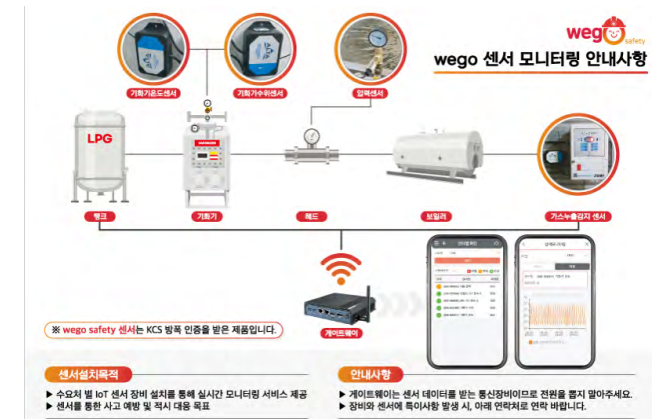 wego safety
wego 센서 모니터링 안내사항
기화기온도센서
기화기수위센서
압력센서
LPG
탱크
기화기
헤드
보일러
가스누출감지 센서
게이트웨이
※ wego safety 센서는 KCS 방폭 인증을 받은 제품입니다.
센서설치목적
▶ 수요처 별 IoT 센서 장비 설치를 통해 실시간 모니터링 서비스 제공
▶ 센서를 통한 사고 예방 및 적시 대응 목표
안내사항
▶ 게이트웨이는 센서 데이터를 받는 통신장비이므로 전원을 뽑지 말아주세요.
▶ 장비와 센서에 특이사항 발생 시, 아래 연락처로 연락 바랍니다.